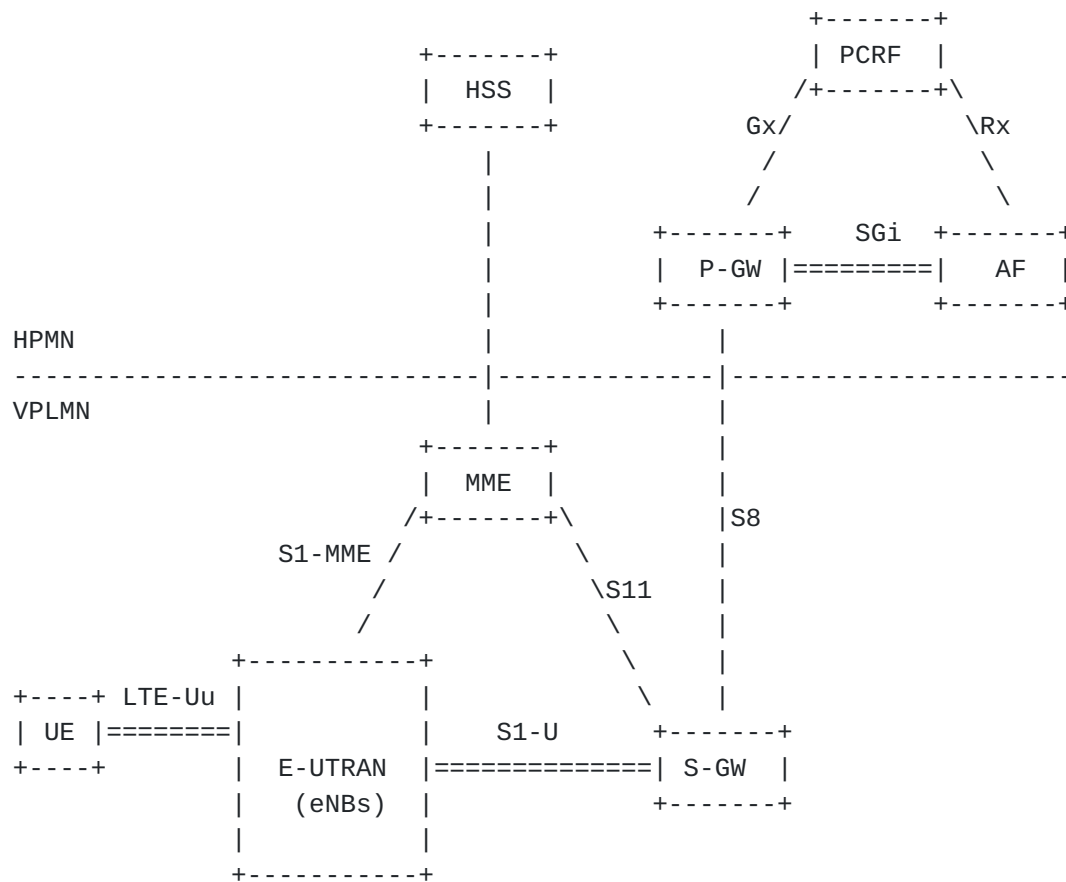 PCRF
HSS
Gx Rx
SGi
P-GW AF
HPMN
VPLMN
MME
S8
S1-MME
S11
LTE-Uu
UE S1-U
E-UTRAN S-GW
(eNBs)